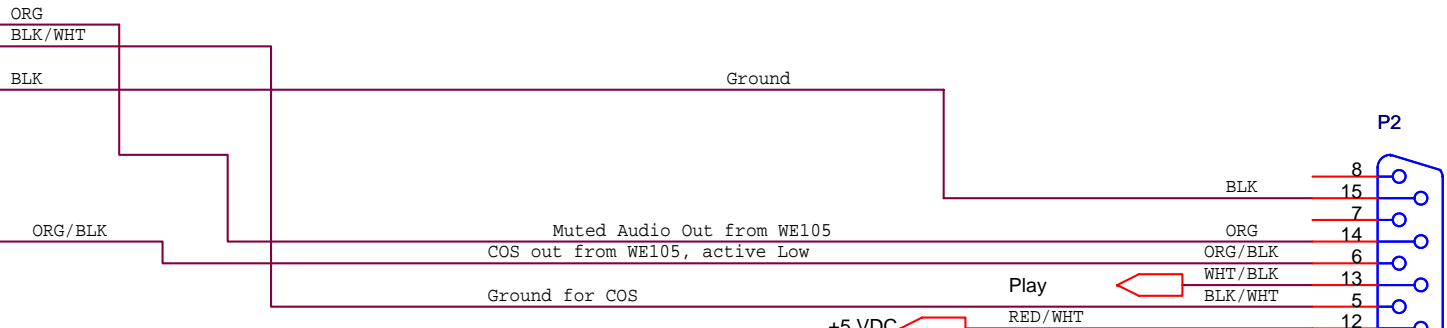 ORG
BLK/WHT
BLK
Ground
P2
8
BLK
15
7
ORG/BLK
Muted Audio Out from WE105
ORG
14
COS out from WE105, active Low
ORG/BLK
6
WHT/BLK
13
Play
Ground for COS
BLK/WHT
5
+5 VDC
RED/WHT
12